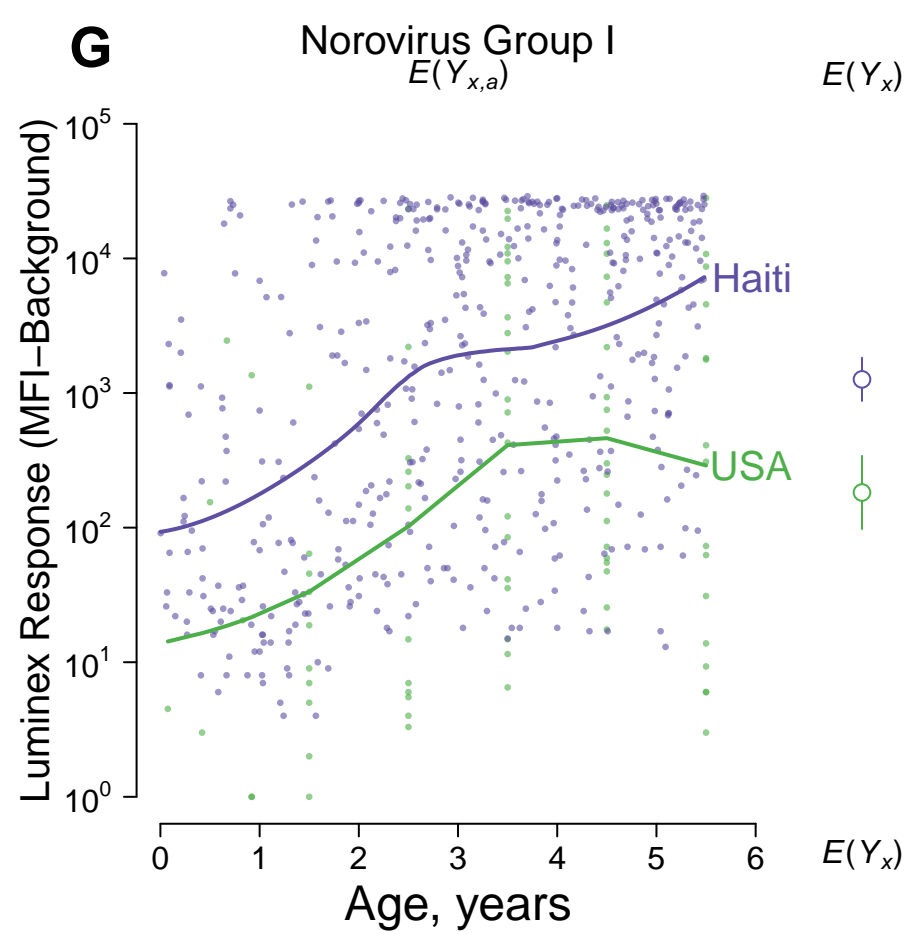 G
Norovirus Group I
E(Yx,a)
E(Yx)
Luminex Response (MFI−Background)
10^5
10^4
10^3
10^2
10^1
10^0
Haiti
USA
0 1 2 3 4 5 6
E(Yx)
Age, years